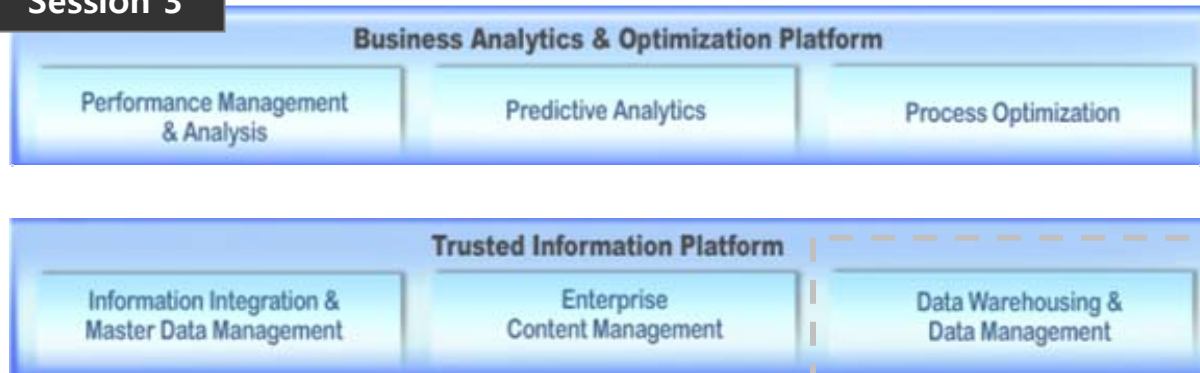 Session 3
Business Analytics & Optimization Platform
Performance Management
& Analysis
Predictive Analytics
Process Optimization
Trusted Information Platform
Information Integration &
Master Data Management
Enterprise
Content Management
Data Warehousing &
Data Management